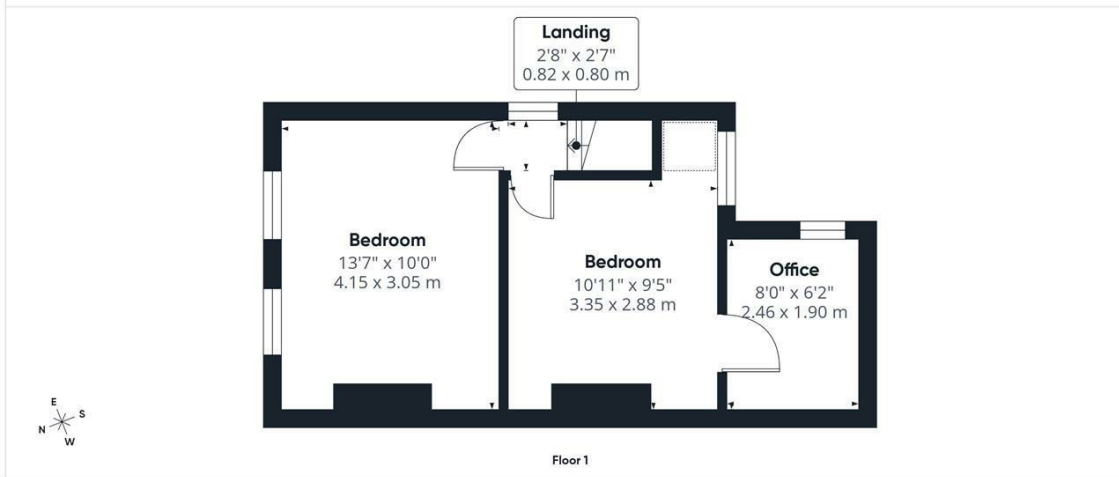 Landing
2'8" x 2'7"
0.82 x 0.80 m
Bedroom
13'7" x 10'0"
4.15 x 3.05 m
Bedroom
10'11" x 9'5"
3.35 x 2.88 m
Office
8'0" x 6'2"
2.46 x 1.90 m
E
S
N
W
Floor 1